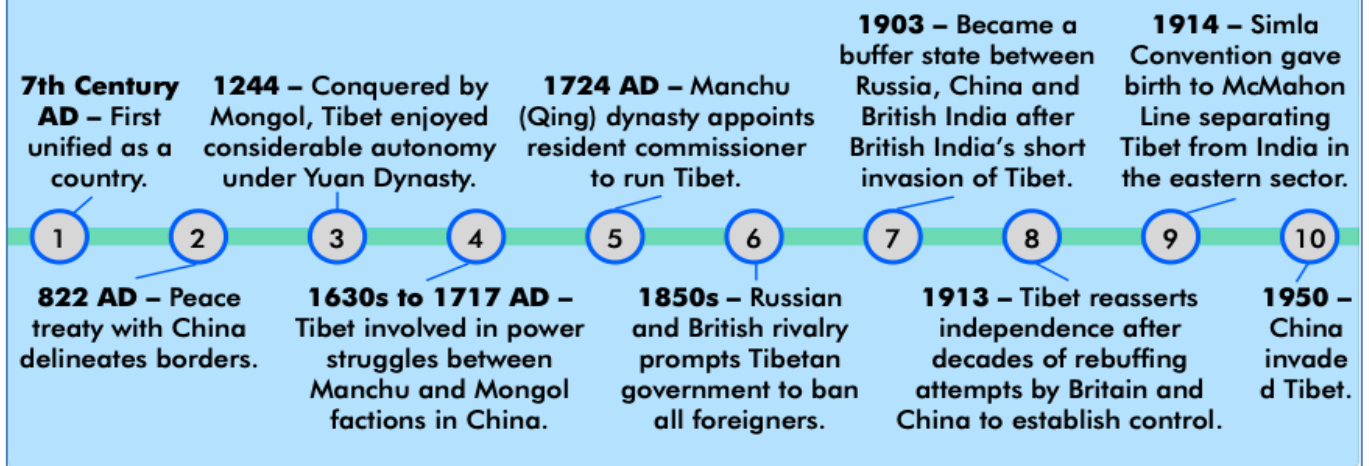 7th Century
AD – First
unified as a
country.
1
822 AD – Peace
treaty with China
delineates borders.
2
1244 – Conquered by
Mongol, Tibet enjoyed
considerable autonomy
under Yuan Dynasty.
3
1630s to 1717 AD –
Tibet involved in power
struggles between
Manchu and Mongol
factions in China.
4
1724 AD – Manchu
(Qing) dynasty appoints
resident commissioner
to run Tibet.
5
1850s – Russian
and British rivalry
prompts Tibetan
government to ban
all foreigners.
6
1903 – Became a
buffer state between
Russia, China and
British India after
British India’s short
invasion of Tibet.
7
1913 – Tibet reasserts
independence after
decades of rebuffing
attempts by Britain and
China to establish control.
8
1914 – Simla
Convention gave
birth to McMahon
Line separating
Tibet from India in
the eastern sector.
9
1950 –
China
invade
d Tibet.
10